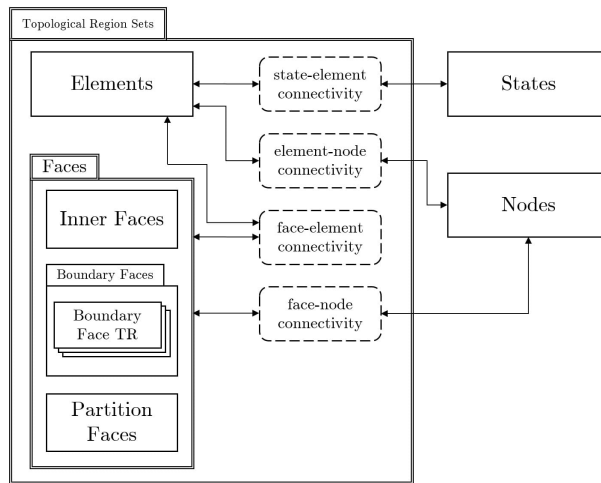 Topological Region Sets
Elements
state-element
connectivity
States
element-node
connectivity
Faces
Nodes
Inner Faces
face-element
connectivity
Boundary Faces
Boundary
Face TR
face-node
connectivity
Partition
Faces